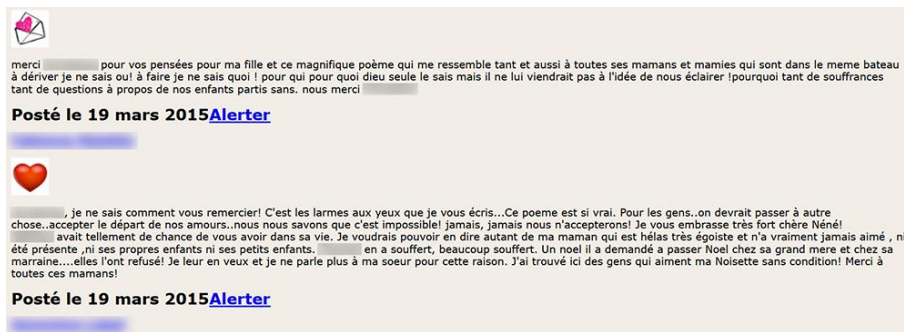 merci pour vos pensées pour ma fille et ce magnifique poème qui me ressemble tant et aussi à toutes ses mamans et mamies qui sont dans le meme bateau
à dériver je ne sais ou! à faire je ne sais quoi ! pour qui pour quoi dieu seule le sais mais il ne lui viendrait pas à l'idée de nous éclairer !pourquoi tant de souffrances
tant de questions à propos de nos enfants partis sans. nous merci
Posté le 19 mars 2015Alerter
, je ne sais comment vous remercier! C'est les larmes aux yeux que je vous écris...Ce poeme est si vrai. Pour les gens..on devrait passer à autre
chose..accepter le départ de nos amours..nous nous savons que c'est impossible! jamais, jamais nous n'accepterons! Je vous embrasse très fort chère Néné!
avait tellement de chance de vous avoir dans sa vie. Je voudrais pouvoir en dire autant de ma maman qui est hélas très égoiste et n'a vraiment jamais aimé , ni
été présente ,ni ses propres enfants ni ses petits enfants. en a souffert, beaucoup souffert. Un noel il a demandé a passer Noel chez sa grand mere et chez sa
marraine....elles l'ont refusé! Je leur en veux et je ne parle plus à ma soeur pour cette raison. J'ai trouvé ici des gens qui aiment ma Noisette sans condition! Merci à
toutes ces mamans!
Posté le 19 mars 2015Alerter